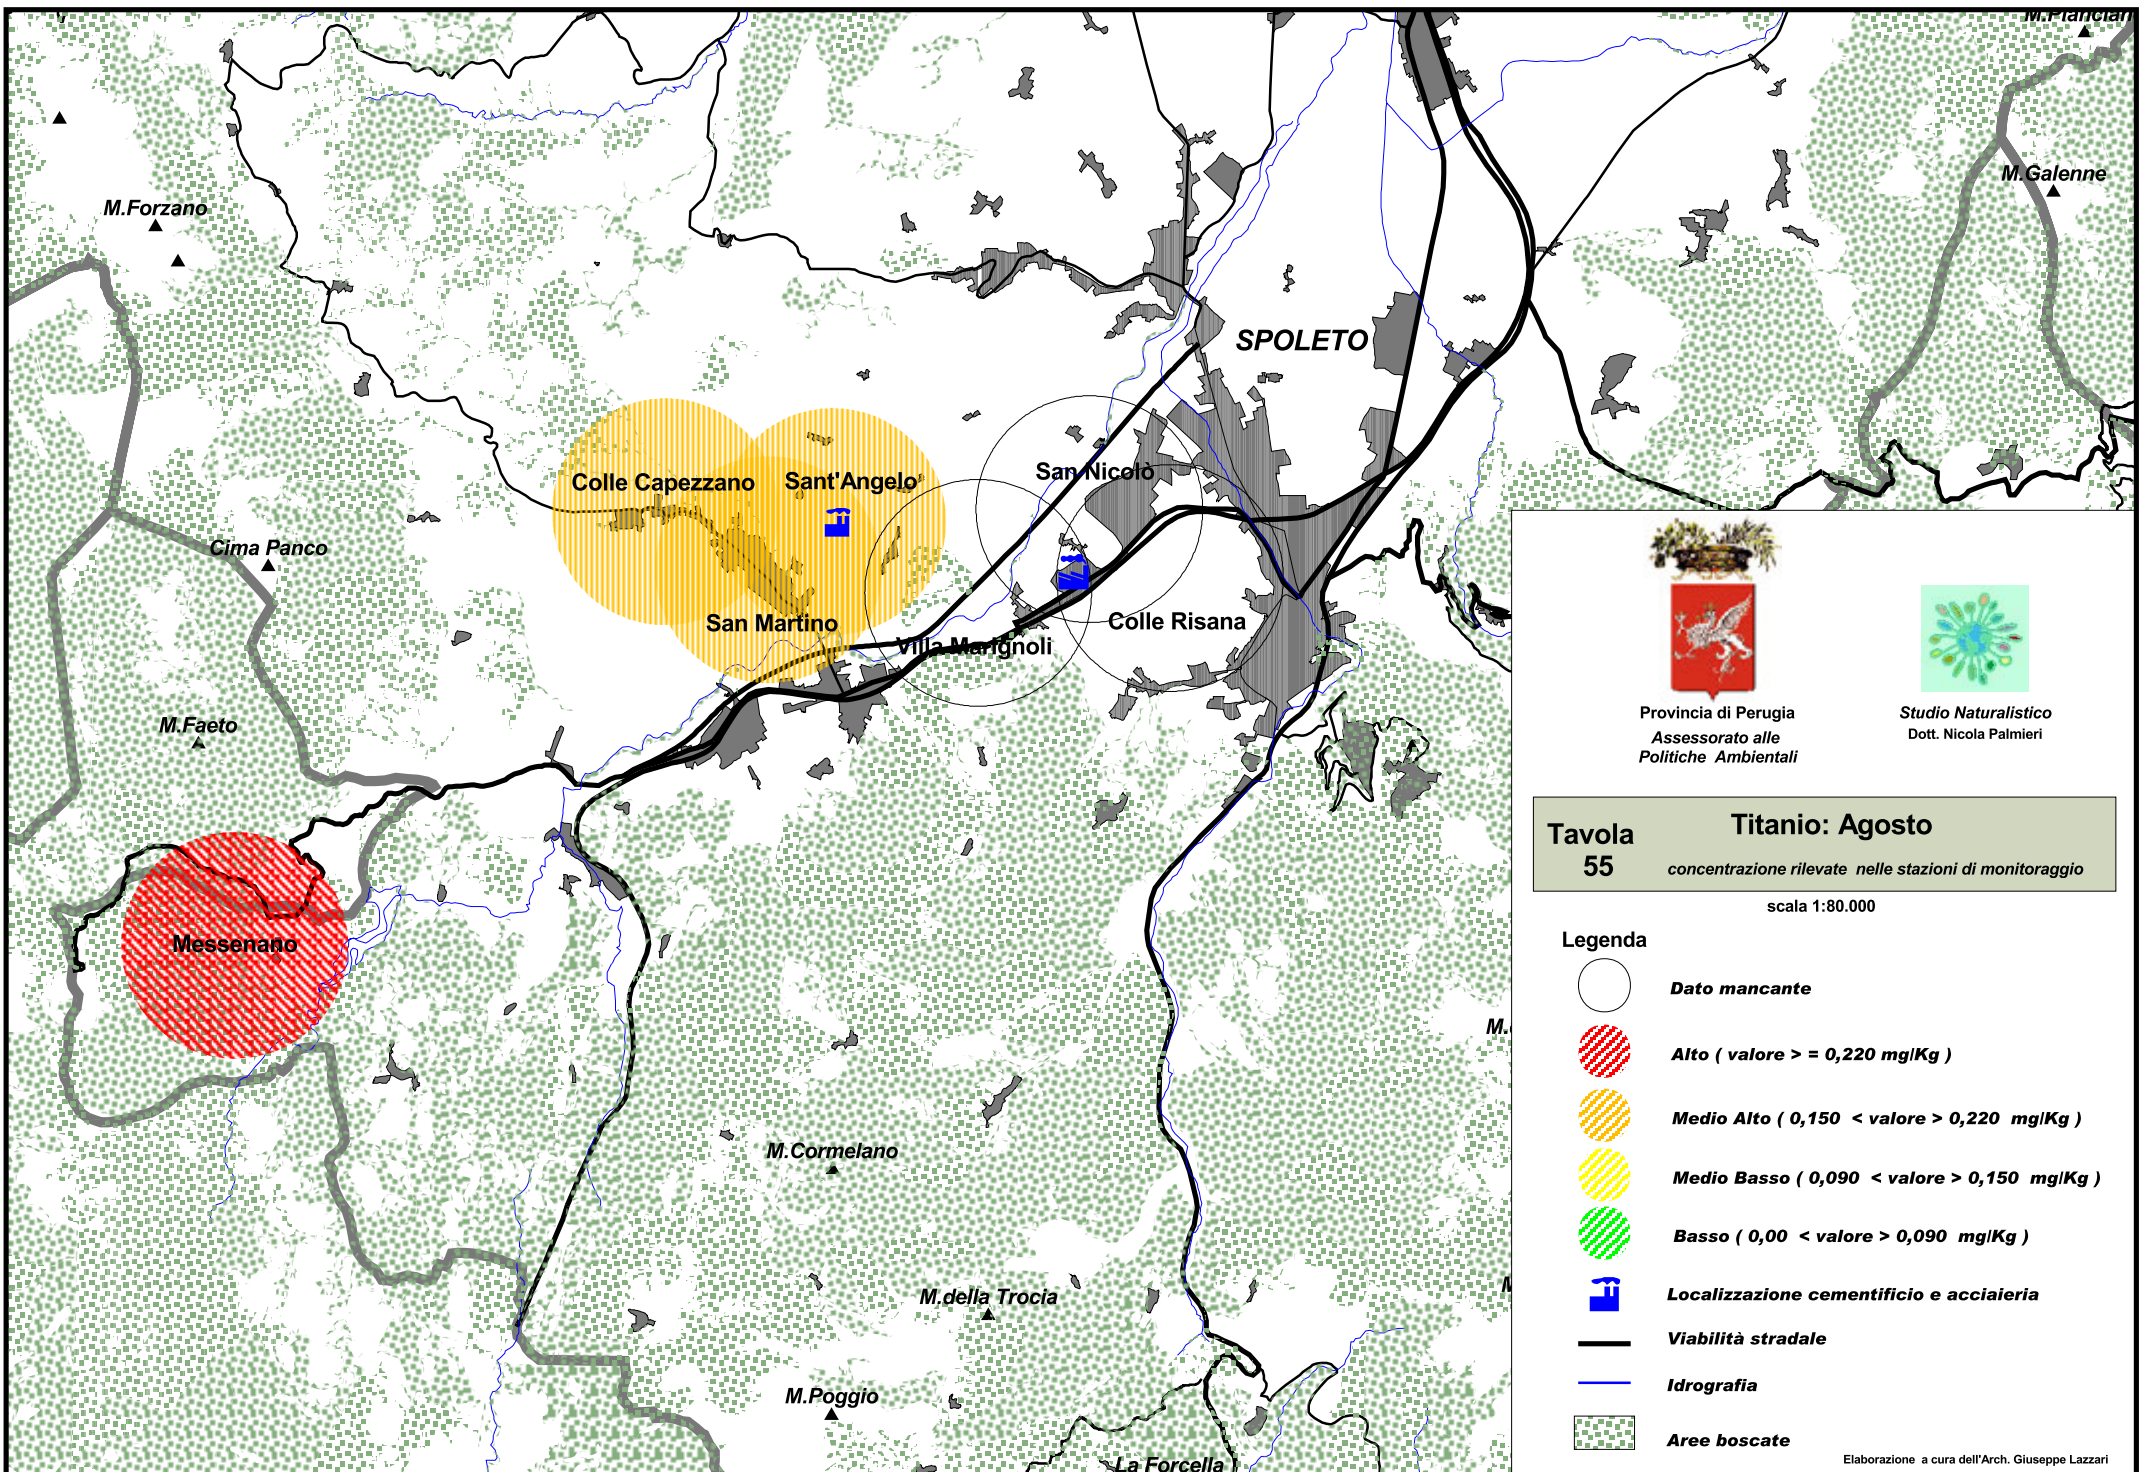 M.Forzano
M.Galenne
SPOLETO
San Nicolò
Colle Capezzano
Sant'Angelo
Cima Panco
San Martino
Colle Risana
Villa Marignoli
M.Faeto
Messenano
M.Cormelano
M.della Trocia
M.Poggio
La Forcella
Provincia di Perugia
Assessorato alle
Politiche Ambientali
Studio Naturalistico
Dott. Nicola Palmieri
Tavola
55
Titanio: Agosto
concentrazione rilevate nelle stazioni di monitoraggio
scala 1:80.000
Legenda
Dato mancante
Alto ( valore > = 0,220 mg/Kg )
Medio Alto ( 0,150 < valore > 0,220 mg/Kg )
Medio Basso ( 0,090 < valore > 0,150 mg/Kg )
Basso ( 0,00 < valore > 0,090 mg/Kg )
Localizzazione cementificio e acciaieria
Viabilità stradale
Idrografia
Aree boscate
Elaborazione a cura dell'Arch. Giuseppe Lazzari